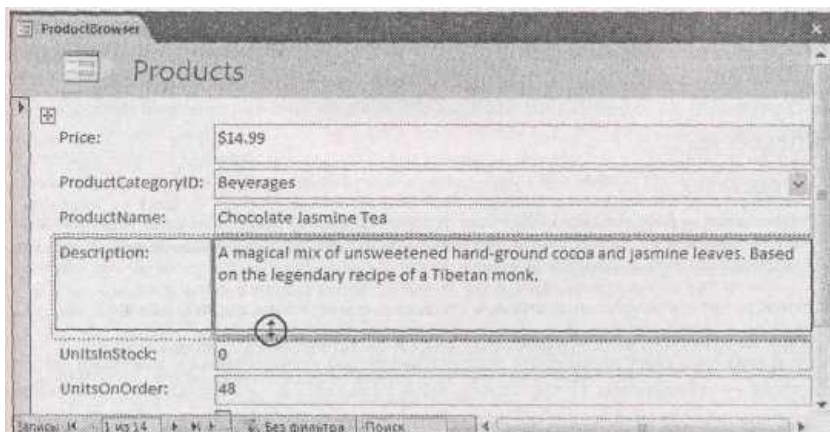 ProductBrowser
Products
Price: $14.99
ProductCategoryID: Beverages
ProductName: Chocolate Jasmine Tea
Description: A magical mix of unsweetened hand-ground cocoa and jasmine leaves. Based
on the legendary recipe of a Tibetan monk.
UnitsInStock: 0
UnitsOnOrder: 48
Записи 1 из 14 Без фильтра Поиск